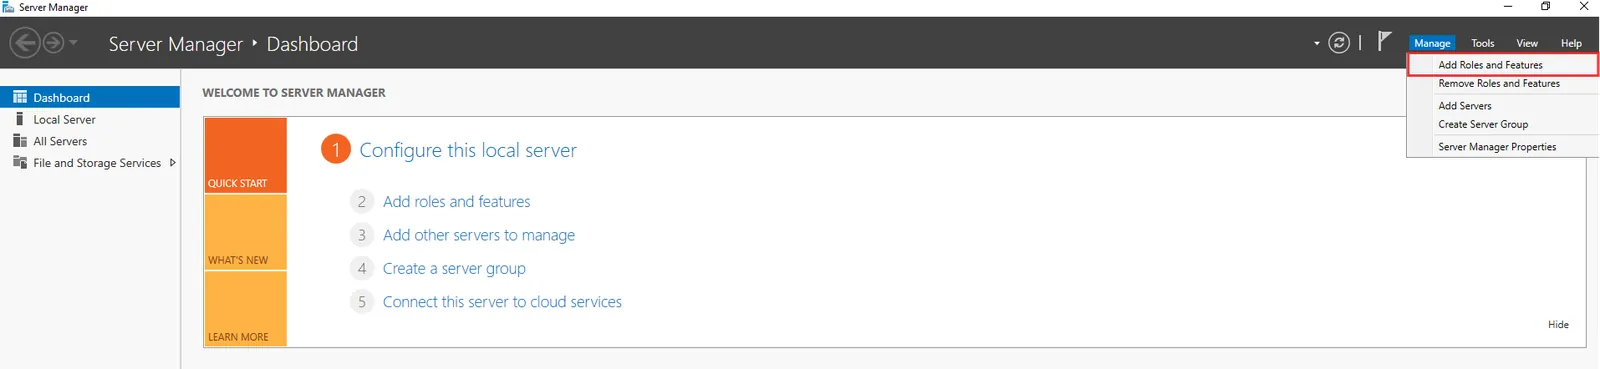 Server Manager
Server Manager ‣ Dashboard
Manage Tools View Help
Add Roles and Features
Remove Roles and Features
Add Servers
Create Server Group
Server Manager Properties
Dashboard
Local Server
All Servers
File and Storage Services
WELCOME TO SERVER MANAGER
QUICK START
WHAT'S NEW
LEARN MORE
1 Configure this local server
2 Add roles and features
3 Add other servers to manage
4 Create a server group
5 Connect this server to cloud services
Hide